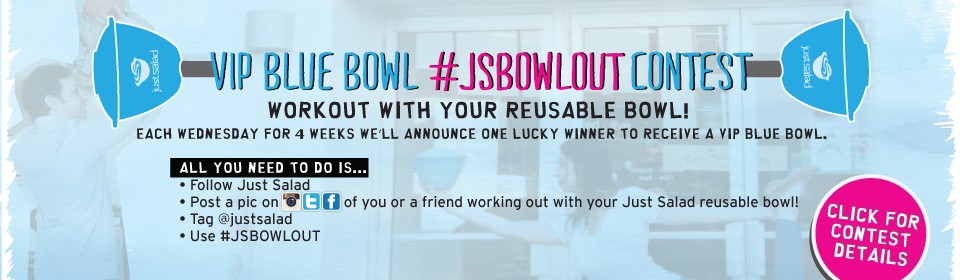 just salad
just salad
VIP BLUE BOWL #JSBOWLOUT CONTEST
WORKOUT WITH YOUR REUSABLE BOWL!
EACH WEDNESDAY FOR 4 WEEKS WE'LL ANNOUNCE ONE LUCKY WINNER TO RECEIVE A VIP BLUE BOWL.
ALL YOU NEED TO DO IS...
• Follow Just Salad
• Post a pic on of you or a friend working out with your Just Salad reusable bowl!
• Tag @justsalad
• Use #JSBOWLOUT
CLICK FOR
CONTEST
DETAILS